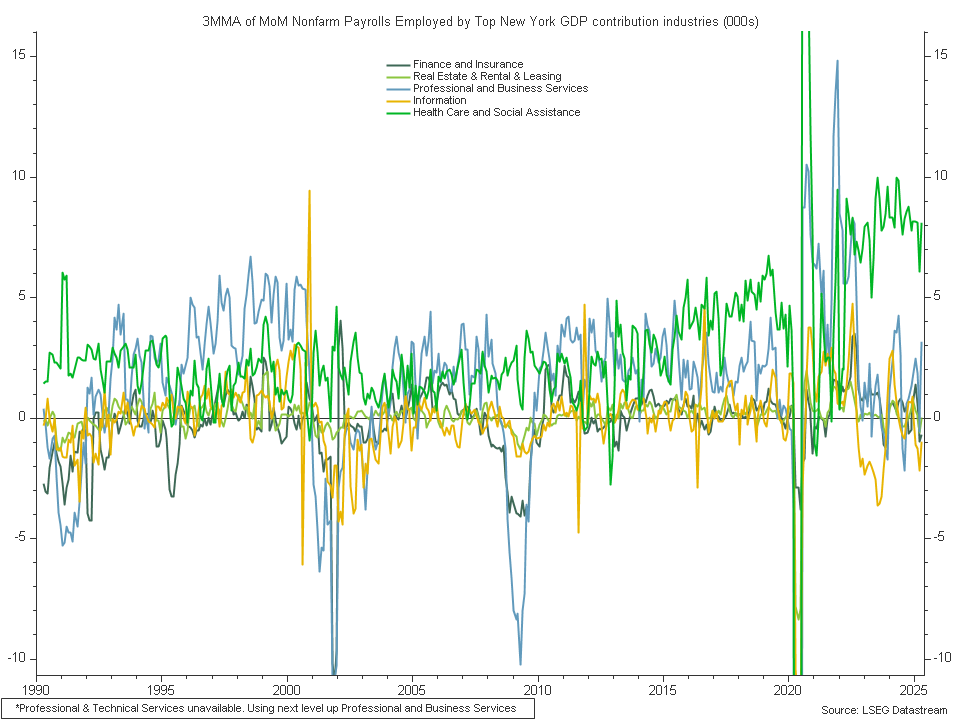 3MMA of MoM Nonfarm Payrolls Employed by Top New York GDP contribution industries (000s)
15 15
Finance and Insurance
Real Estate & Rental & Leasing
Professional and Business Services
Information
Health Care and Social Assistance
10 10
5 5
0 0
-5 -5
-10 -10
1990 1995 2000 2005 2010 2015 2020 2025
*Professional & Technical Services unavailable. Using next level up Professional and Business Services
Source: LSEG Datastream